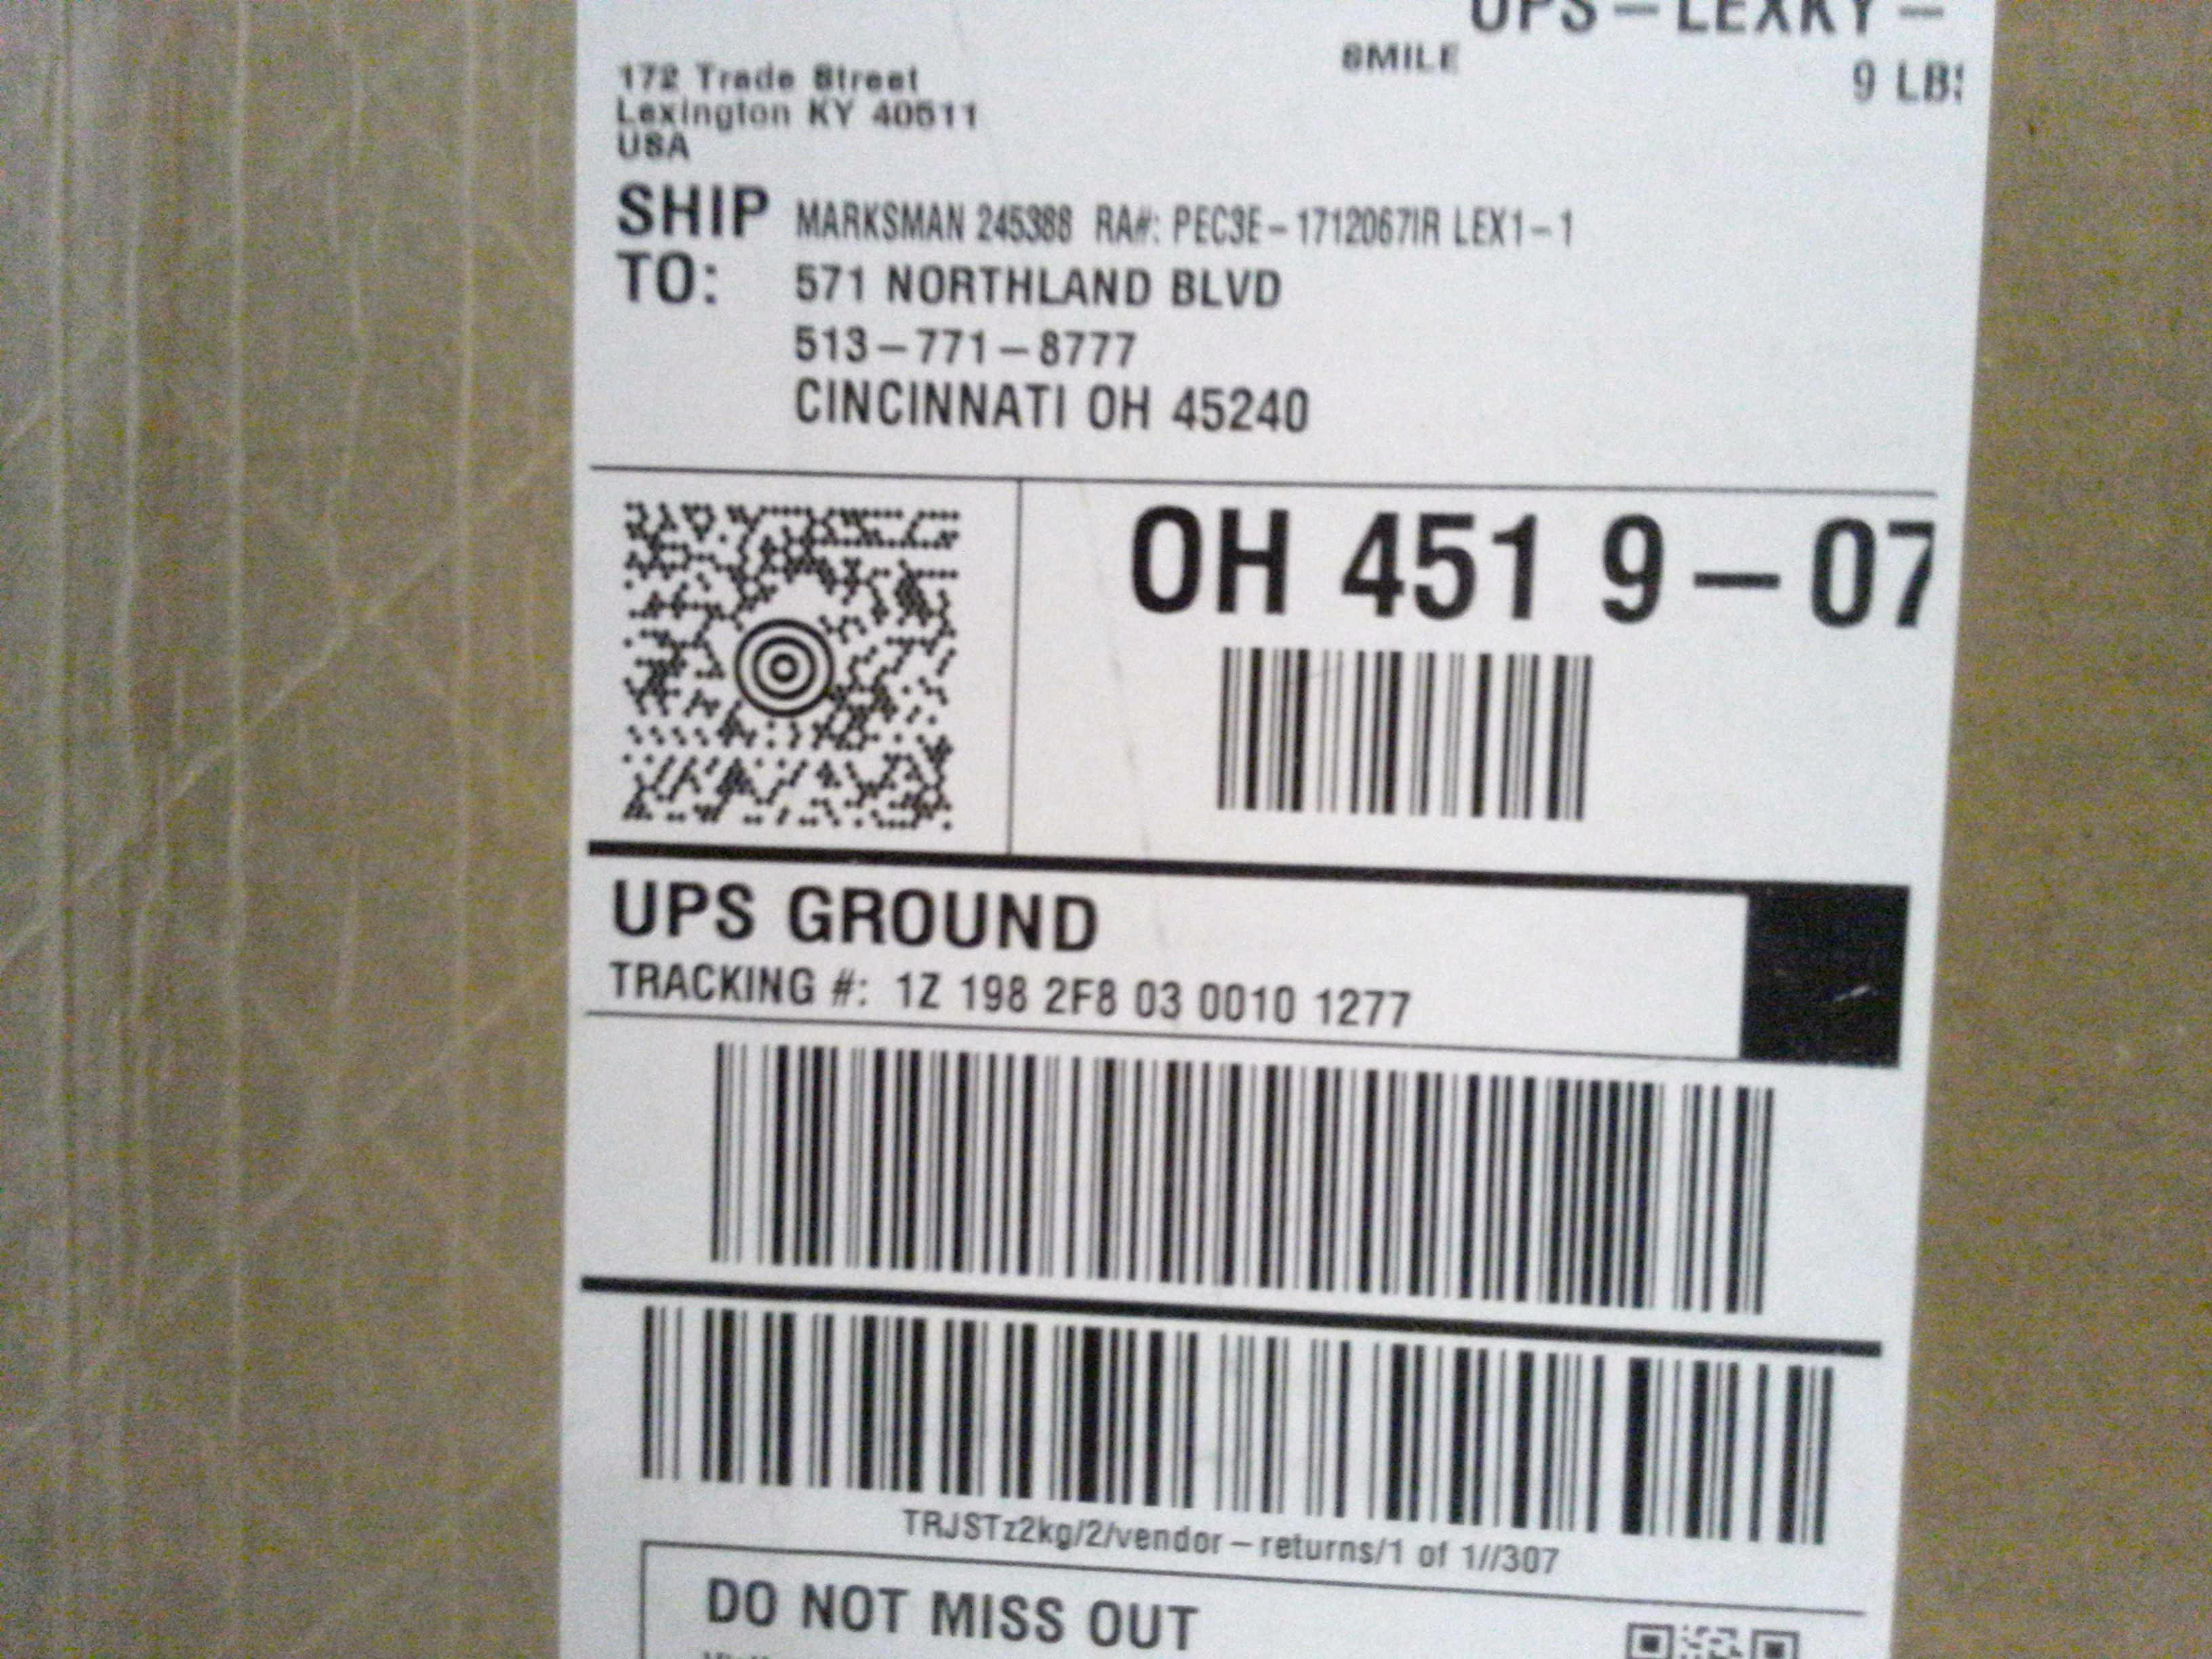 UPS – LEXKY –
SMILE
9 LBS
172 Trade Street
Lexington KY 40511
USA
SHIP TO:
MARKSMAN 245388 RA#: PEC3E–1712067IR LEX1–1
571 NORTHLAND BLVD
513–771–8777
CINCINNATI OH 45240
OH 451 9–07
UPS GROUND
TRACKING #: 1Z 198 2F8 03 0010 1277
TRJSTz2kg/2/vendor–returns/1 of 1//307
DO NOT MISS OUT